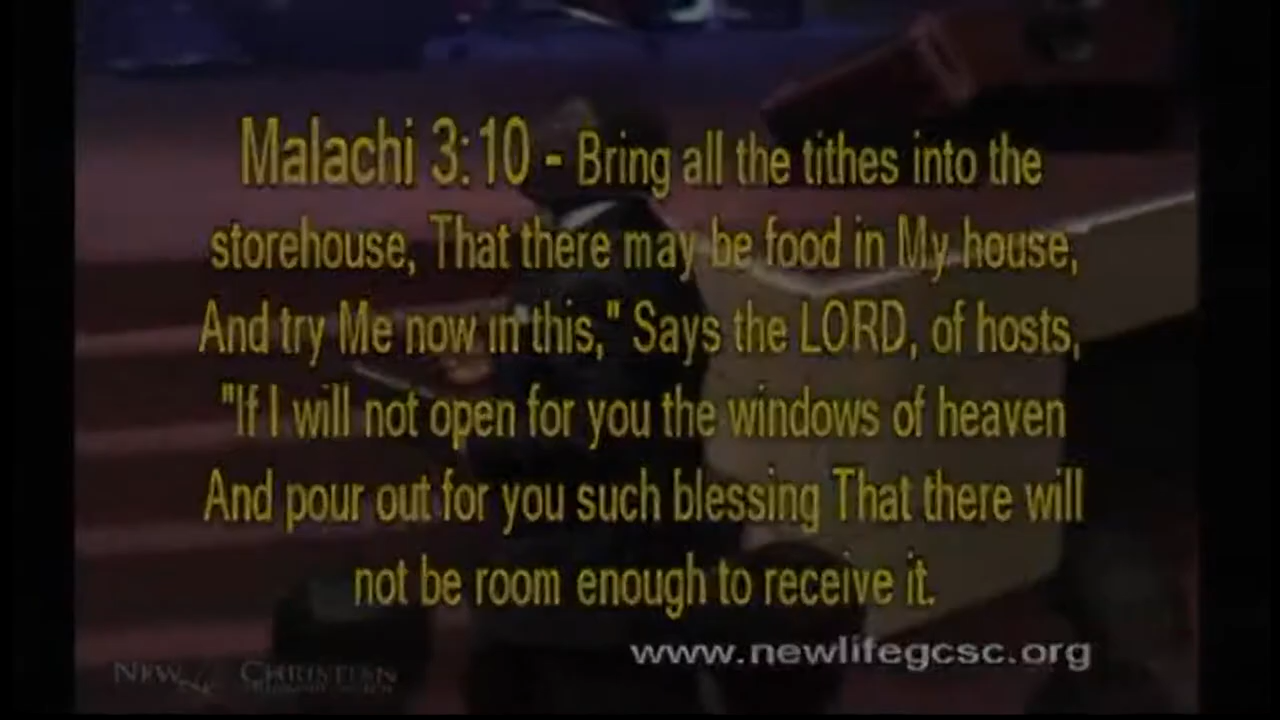 Malachi 3:10 - Bring all the tithes into the
storehouse, That there may be food in My house,
And try Me now in this," Says the LORD, of hosts,
"If I will not open for you the windows of heaven
And pour out for you such blessing That there will
not be room enough to receive it.
www.newlifegcsc.org
NEW CHRISTIAN